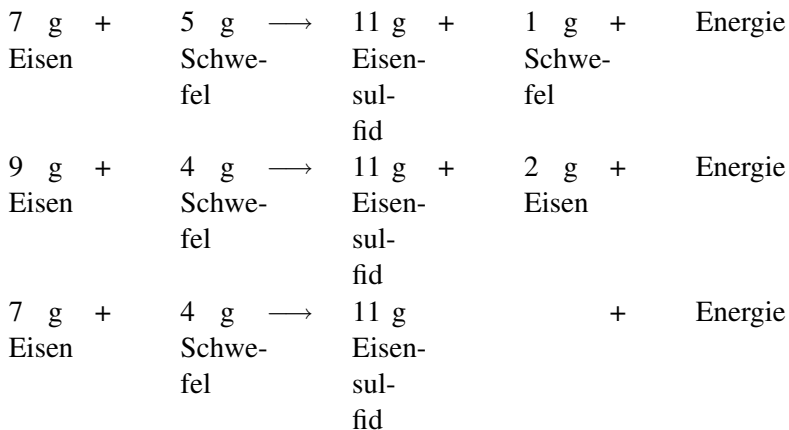 7 g + 5 g ⟶ 11 g + 1 g + Energie
Eisen Schwe- Eisen- Schwe-
fel sul- fel
fid
9 g + 4 g ⟶ 11 g + 2 g + Energie
Eisen Schwe- Eisen- Eisen
fel sul-
fid
7 g + 4 g ⟶ 11 g + Energie
Eisen Schwe- Eisen-
fel sul-
fid